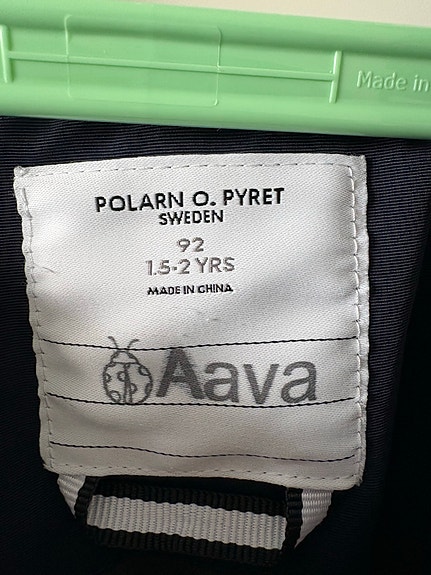 Made in
POLARN O. PYRET
SWEDEN
92
1.5-2 YRS
MADE IN CHINA
Aava